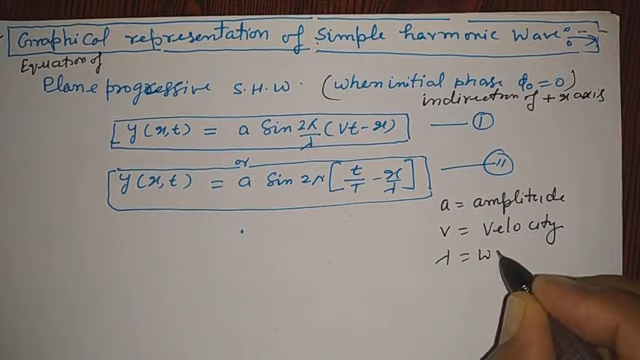 Graphical representation of simple harmonic wave:
Equation of
Plane progressive S.H.W. (when initial phase ϕ₀ = 0)
in direction of + x axis
y(x,t) = a Sin 2π/λ (vt - x) — I
or
y(x,t) = a Sin 2π [t/T - x/λ] — II
a = amplitude
v = velocity
λ = w